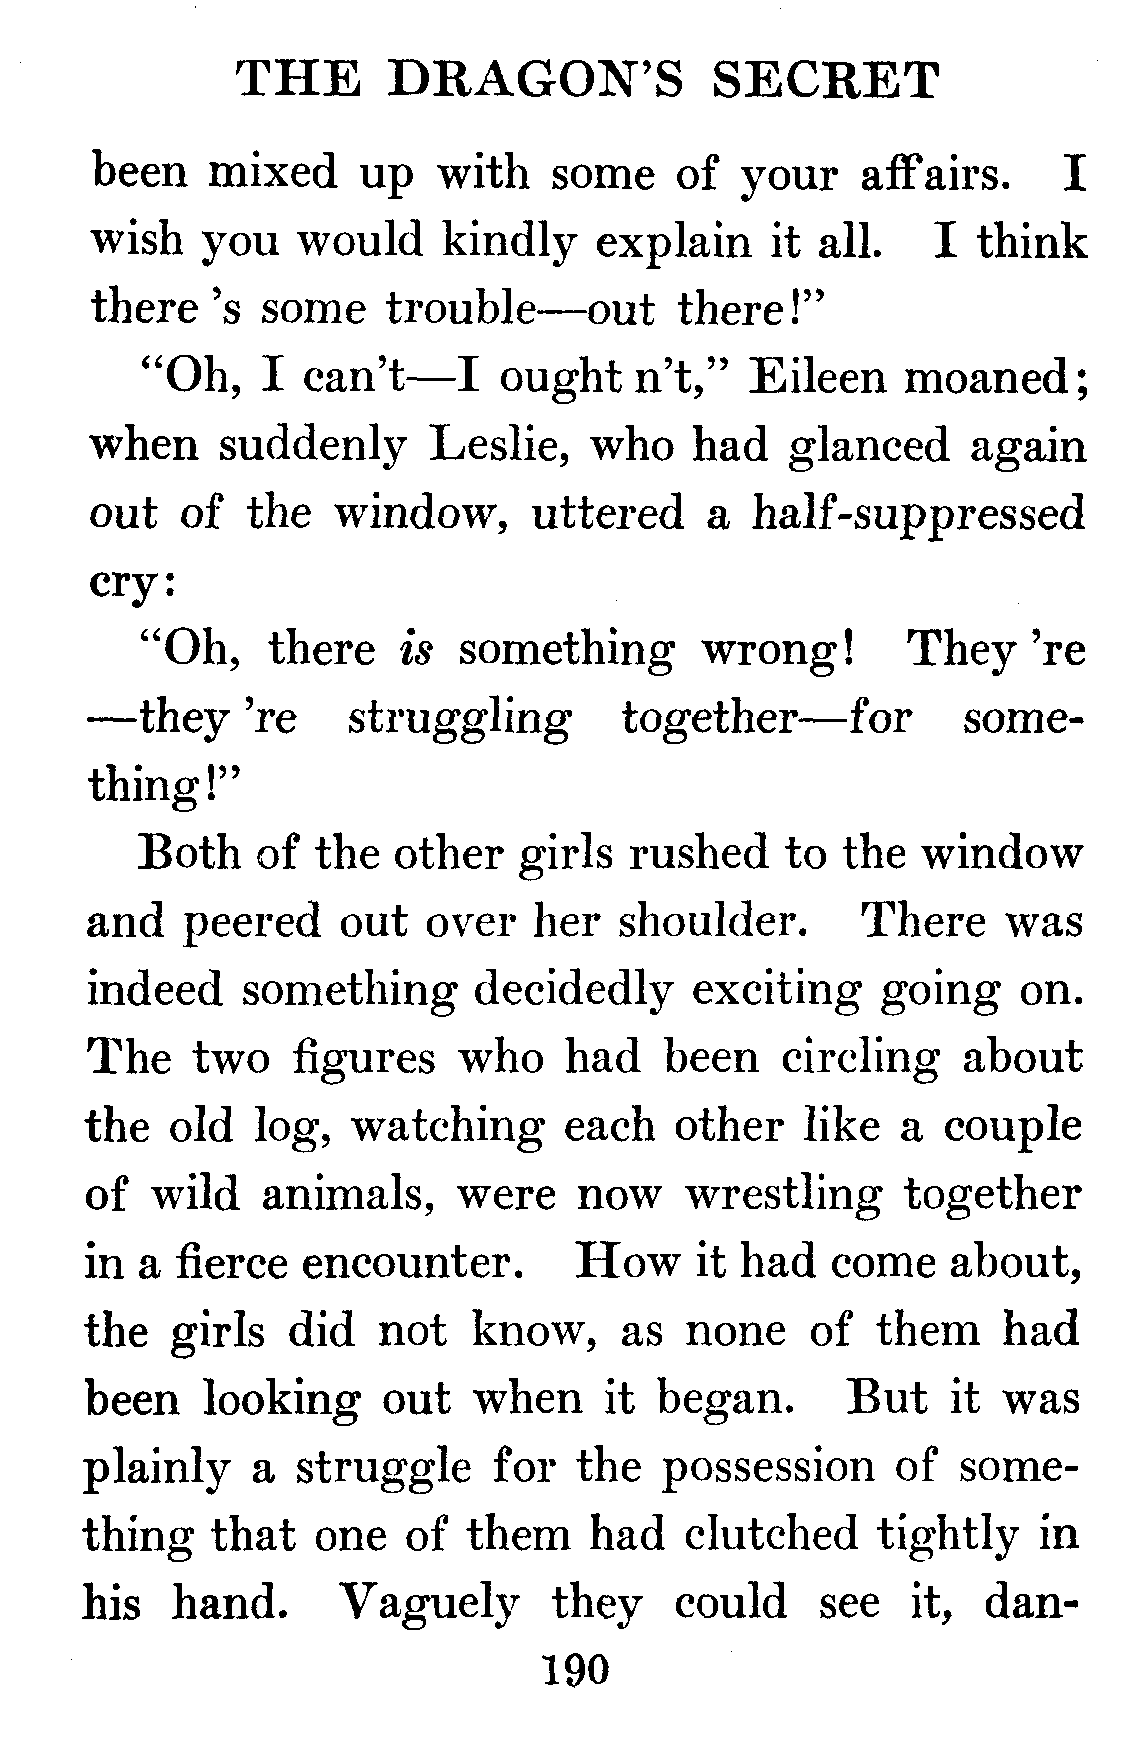 THE DRAGON'S SECRET
been mixed up with some of your affairs. I
wish you would kindly explain it all. I think
there 's some trouble—out there!"
"Oh, I can't—I ought n't," Eileen moaned;
when suddenly Leslie, who had glanced again
out of the window, uttered a half-suppressed
cry:
"Oh, there is something wrong! They 're
—they 're struggling together—for some-
thing!"
Both of the other girls rushed to the window
and peered out over her shoulder. There was
indeed something decidedly exciting going on.
The two figures who had been circling about
the old log, watching each other like a couple
of wild animals, were now wrestling together
in a fierce encounter. How it had come about,
the girls did not know, as none of them had
been looking out when it began. But it was
plainly a struggle for the possession of some-
thing that one of them had clutched tightly in
his hand. Vaguely they could see it, dan-
190